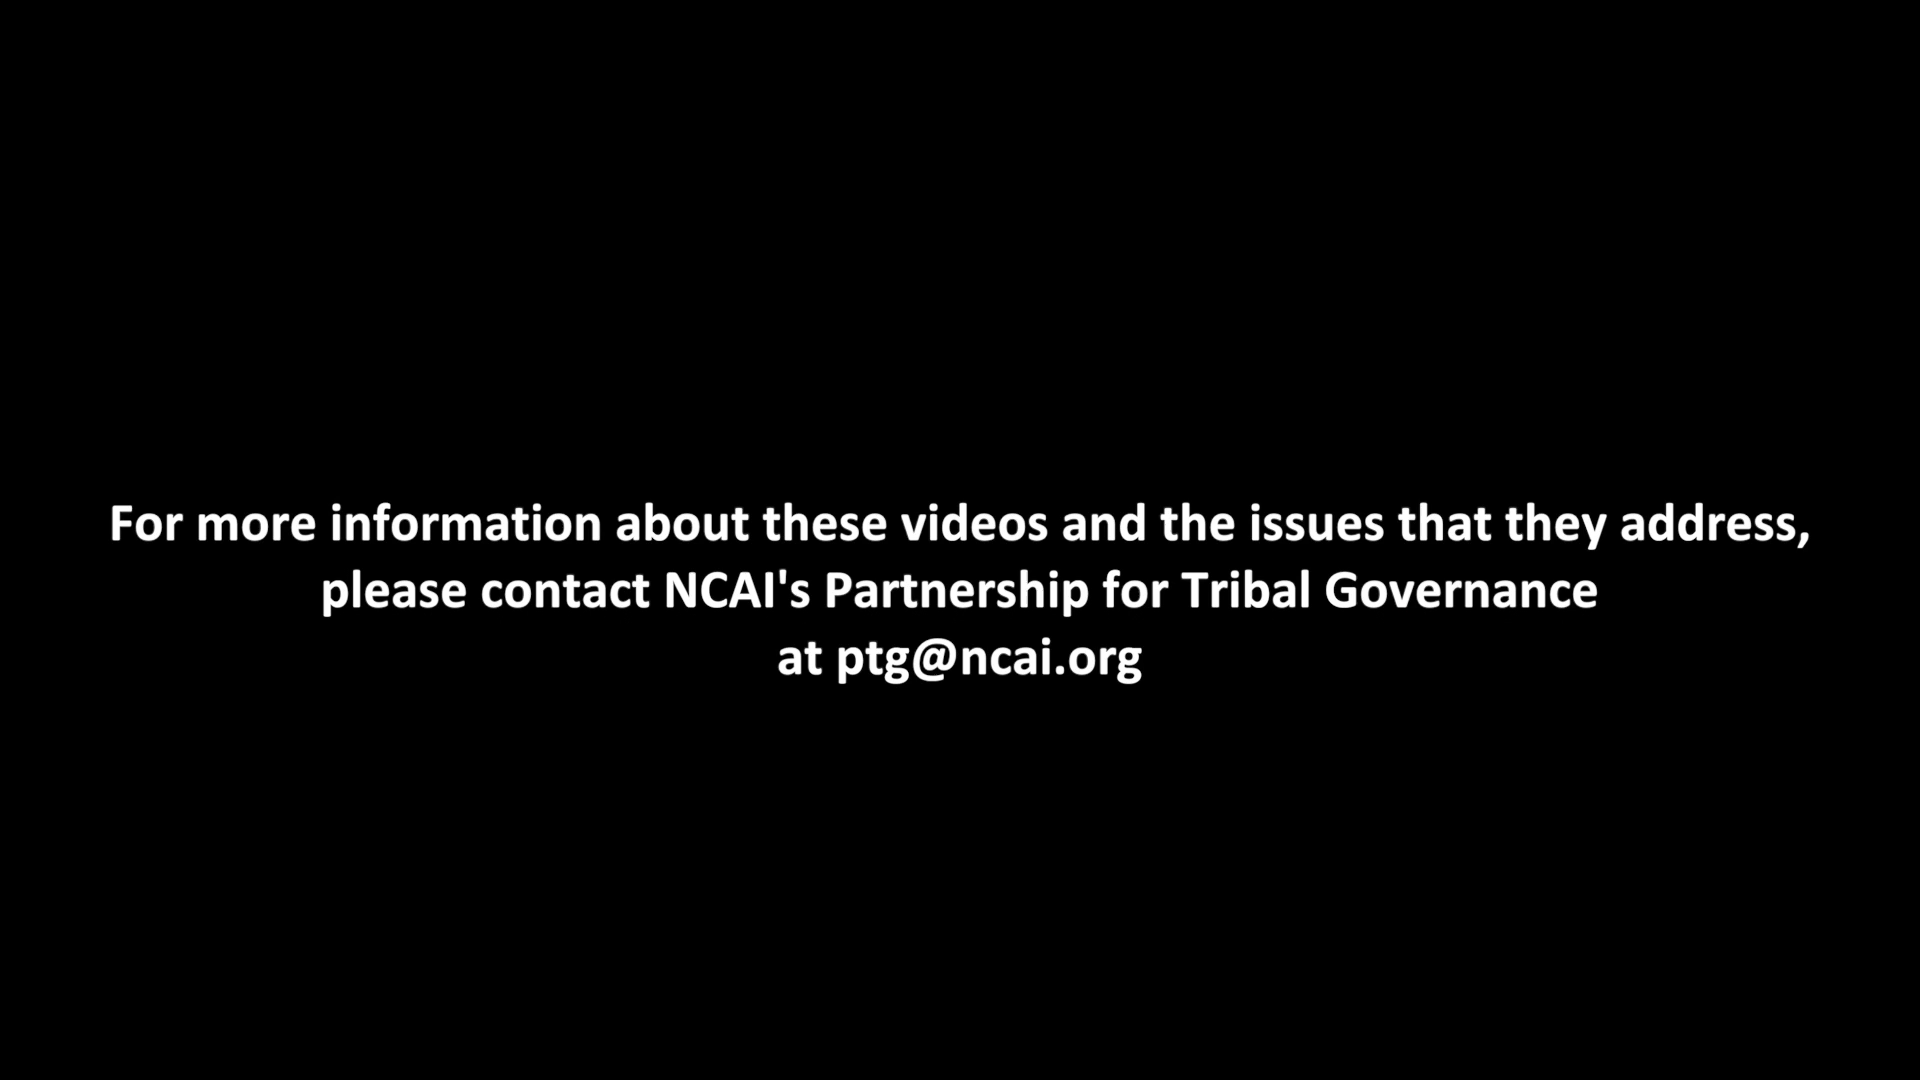 For more information about these videos and the issues that they address,
please contact NCAI's Partnership for Tribal Governance
at ptg@ncai.org